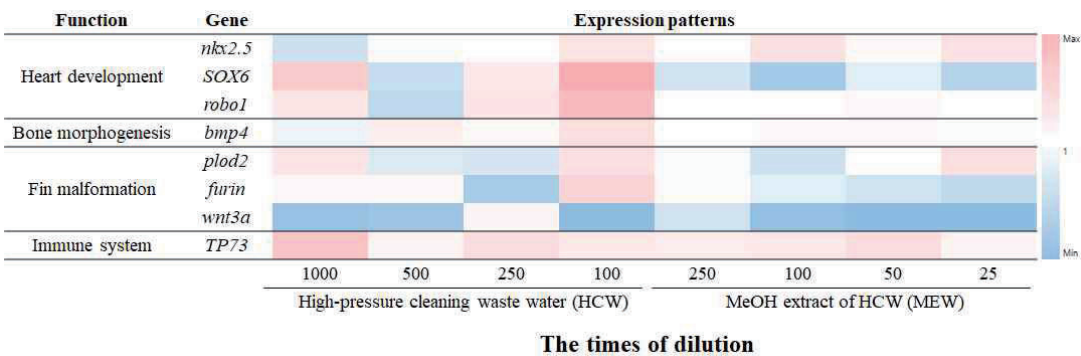 Function Gene Expression patterns
nkx2.5 Max
Heart development SOX6
robo1
Bone morphogenesis bmp4
plod2 1
Fin malformation furin
wnt3a
Immune system TP73 Min
1000 500 250 100 250 100 50 25
High-pressure cleaning waste water (HCW) MeOH extract of HCW (MEW)
The times of dilution